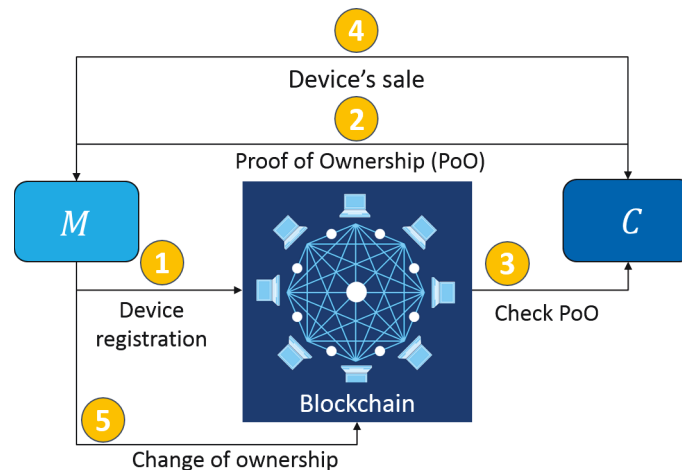 4
Device's sale
2
Proof of Ownership (PoO)
M
C
1
3
Device
registration
Check PoO
Blockchain
5
Change of ownership